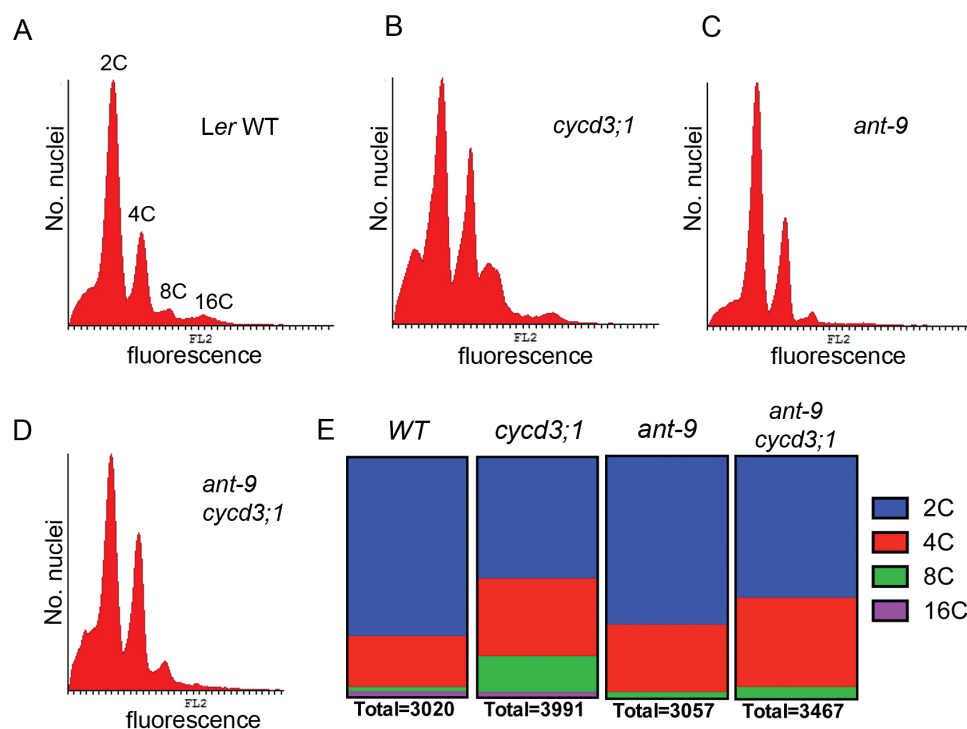 A
2C
4C
8C
16C
Ler WT
No. nuclei
FL2
fluorescence
B
cycd3;1
No. nuclei
FL2
fluorescence
C
ant-9
No. nuclei
FL2
fluorescence
D
ant-9
cycd3;1
No. nuclei
FL2
fluorescence
E
WT
cycd3;1
ant-9
ant-9
cycd3;1
Total=3020
Total=3991
Total=3057
Total=3467
2C
4C
8C
16C